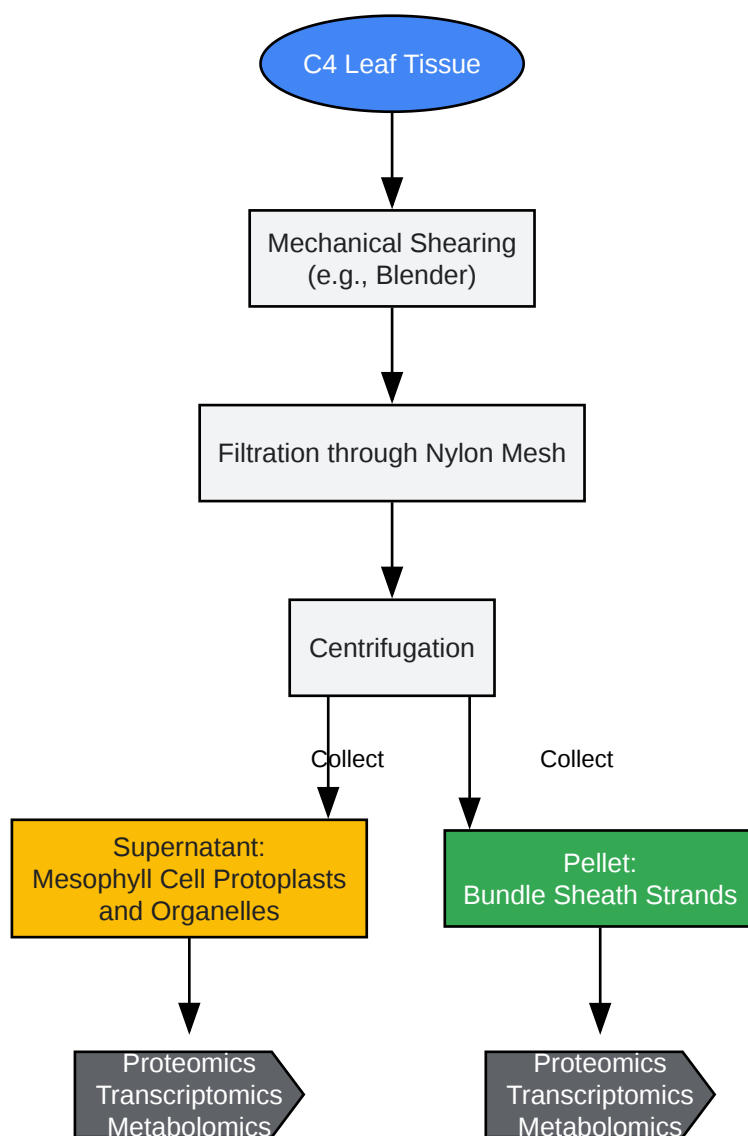 C4 Leaf Tissue
Mechanical Shearing
(e.g., Blender)
Filtration through Nylon Mesh
Centrifugation
Collect
Collect
Supernatant:
Mesophyll Cell Protoplasts
and Organelles
Pellet:
Bundle Sheath Strands
Proteomics
Transcriptomics
Metabolomics
Proteomics
Transcriptomics
Metabolomics